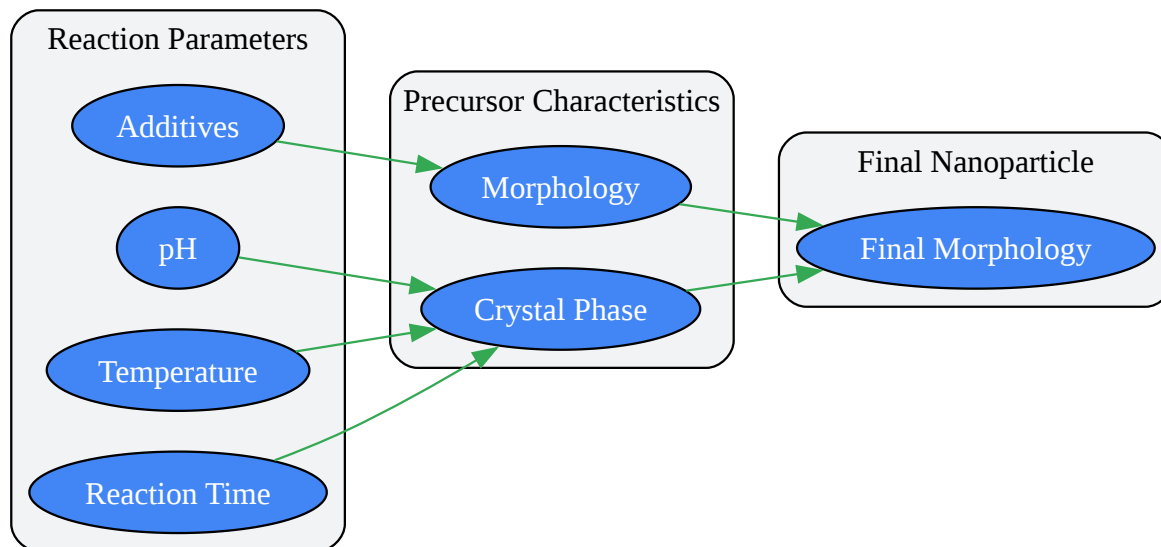 Reaction Parameters
Additives
pH
Temperature
Reaction Time
Precursor Characteristics
Morphology
Crystal Phase
Final Nanoparticle
Final Morphology